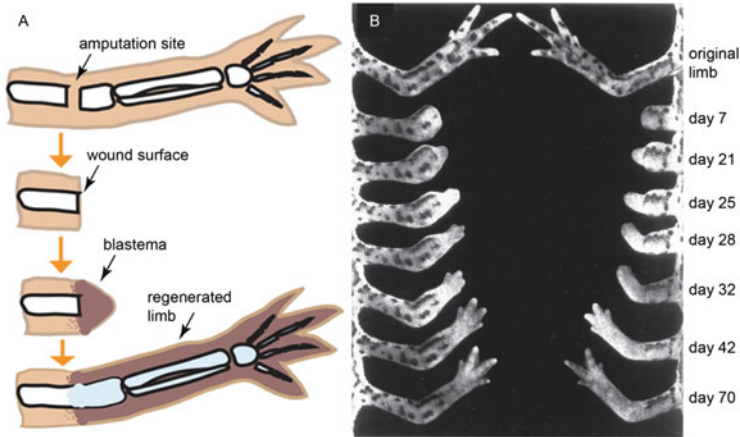 A
amputation site
wound surface
blastema
regenerated
limb
B
original
limb
day 7
day 21
day 25
day 28
day 32
day 42
day 70